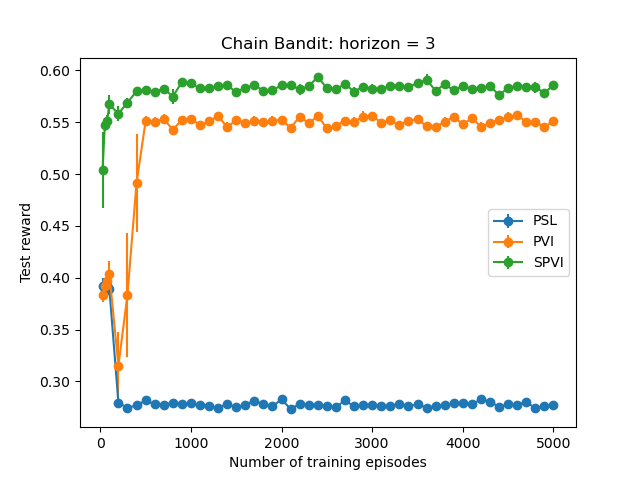 Chain Bandit: horizon = 3
Test reward
0.60
0.55
0.50
0.45
0.40
0.35
0.30
PSL
PVI
SPVI
0
1000
2000
3000
4000
5000
Number of training episodes